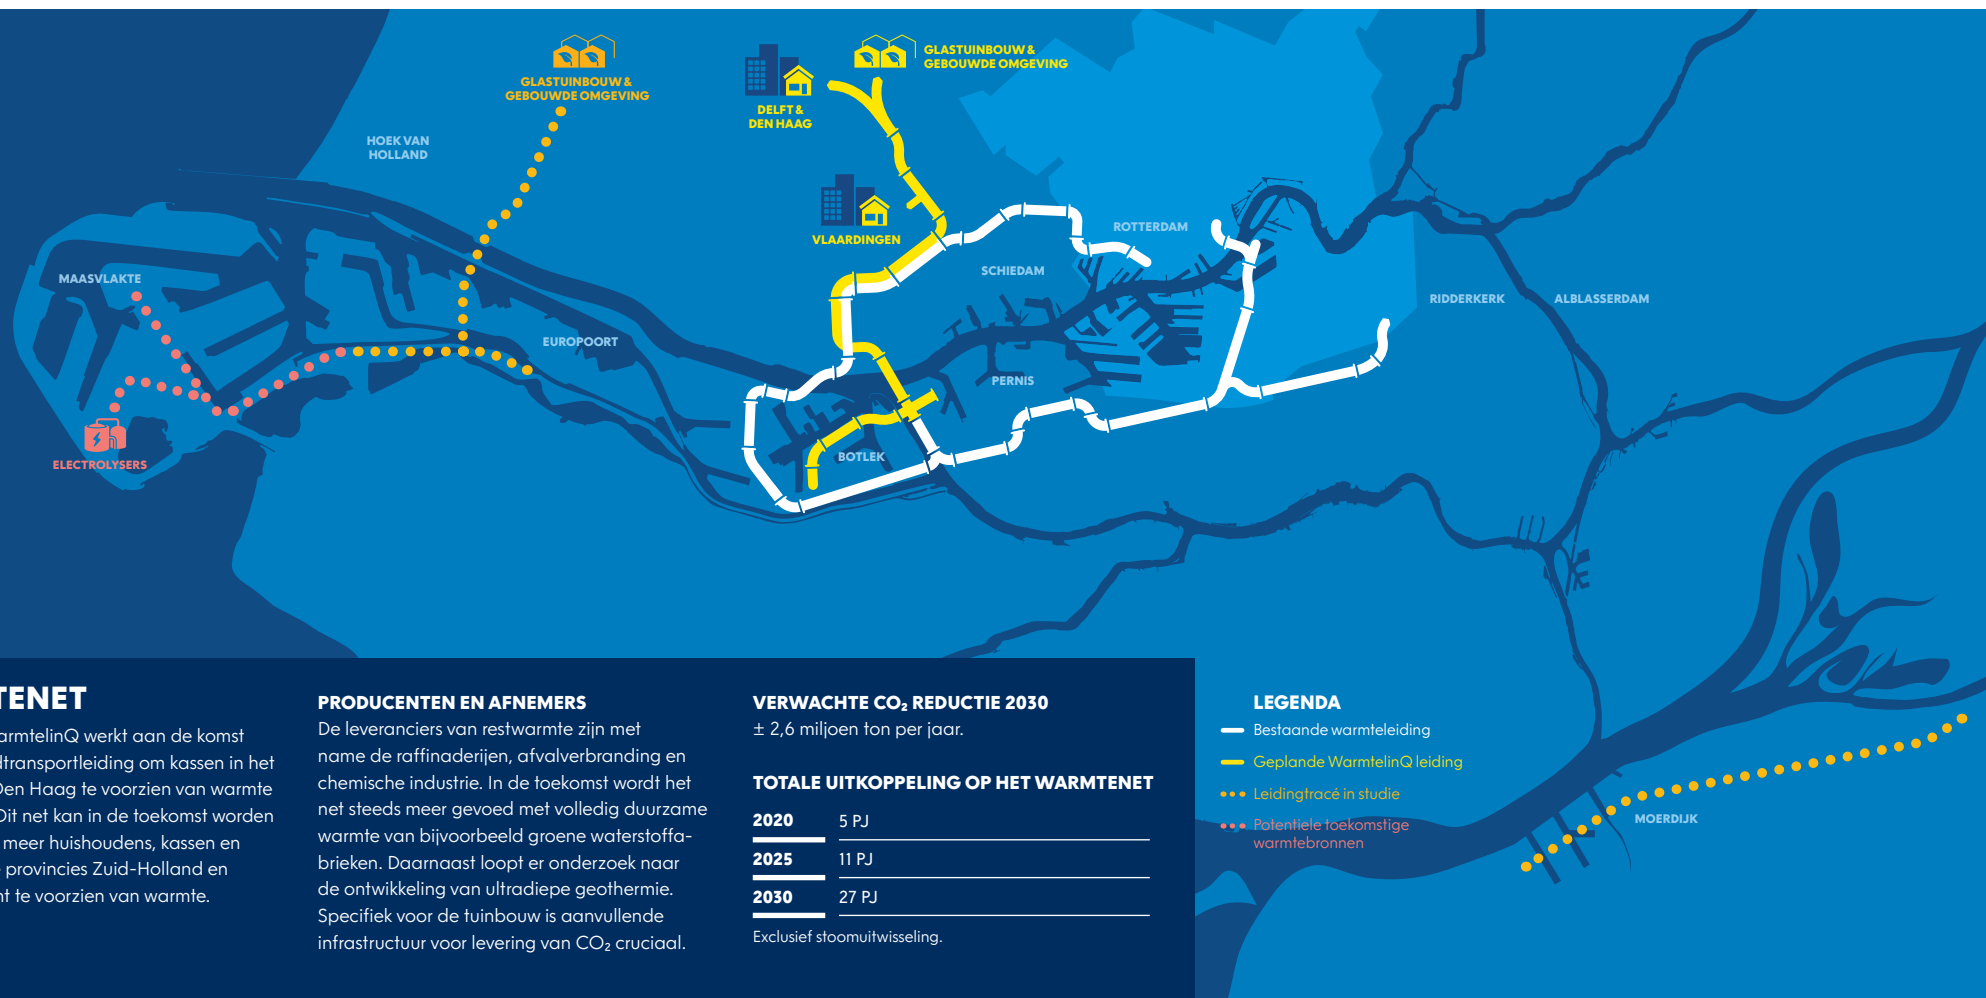 GLASTUINBOUW &
GEBOUWDE OMGEVING
DELFT &
DEN HAAG
GLASTUINBOUW &
GEBOUWDE OMGEVING
HOEK VAN
HOLLAND
VLAARDINGEN
ROTTERDAM
SCHIEDAM
MAASVLAKTE
RIDDERKERK
ALBLASSERDAM
EUROPOORT
PERNIS
BOTLEK
ELECTROLYSERS
MOERDIJK
TENET
armtelinQ werkt aan de komst
dtransportleiding om kassen in het
Den Haag te voorzien van warmte
Dit net kan in de toekomst worden
meer huishoudens, kassen en
provincies Zuid-Holland en
nt te voorzien van warmte.
PRODUCENTEN EN AFNEMERS
De leveranciers van restwarmte zijn met
name de raffinaderijen, afvalverbranding en
chemische industrie. In de toekomst wordt het
net steeds meer gevoed met volledig duurzame
warmte van bijvoorbeeld groene waterstoffa-
brieken. Daarnaast loopt er onderzoek naar
de ontwikkeling van ultradiepe geothermie.
Specifiek voor de tuinbouw is aanvullende
infrastructuur voor levering van CO₂ cruciaal.
VERWACHTE CO₂ REDUCTIE 2030
± 2,6 miljoen ton per jaar.
TOTALE UITKOPPELING OP HET WARMTENET
2020 5 PJ
2025 11 PJ
2030 27 PJ
Exclusief stoomuitwisseling.
LEGENDA
Bestaande warmteleiding
Geplande WarmtelinQ leiding
Leidingtracé in studie
Potentiele toekomstige
warmtebronnen